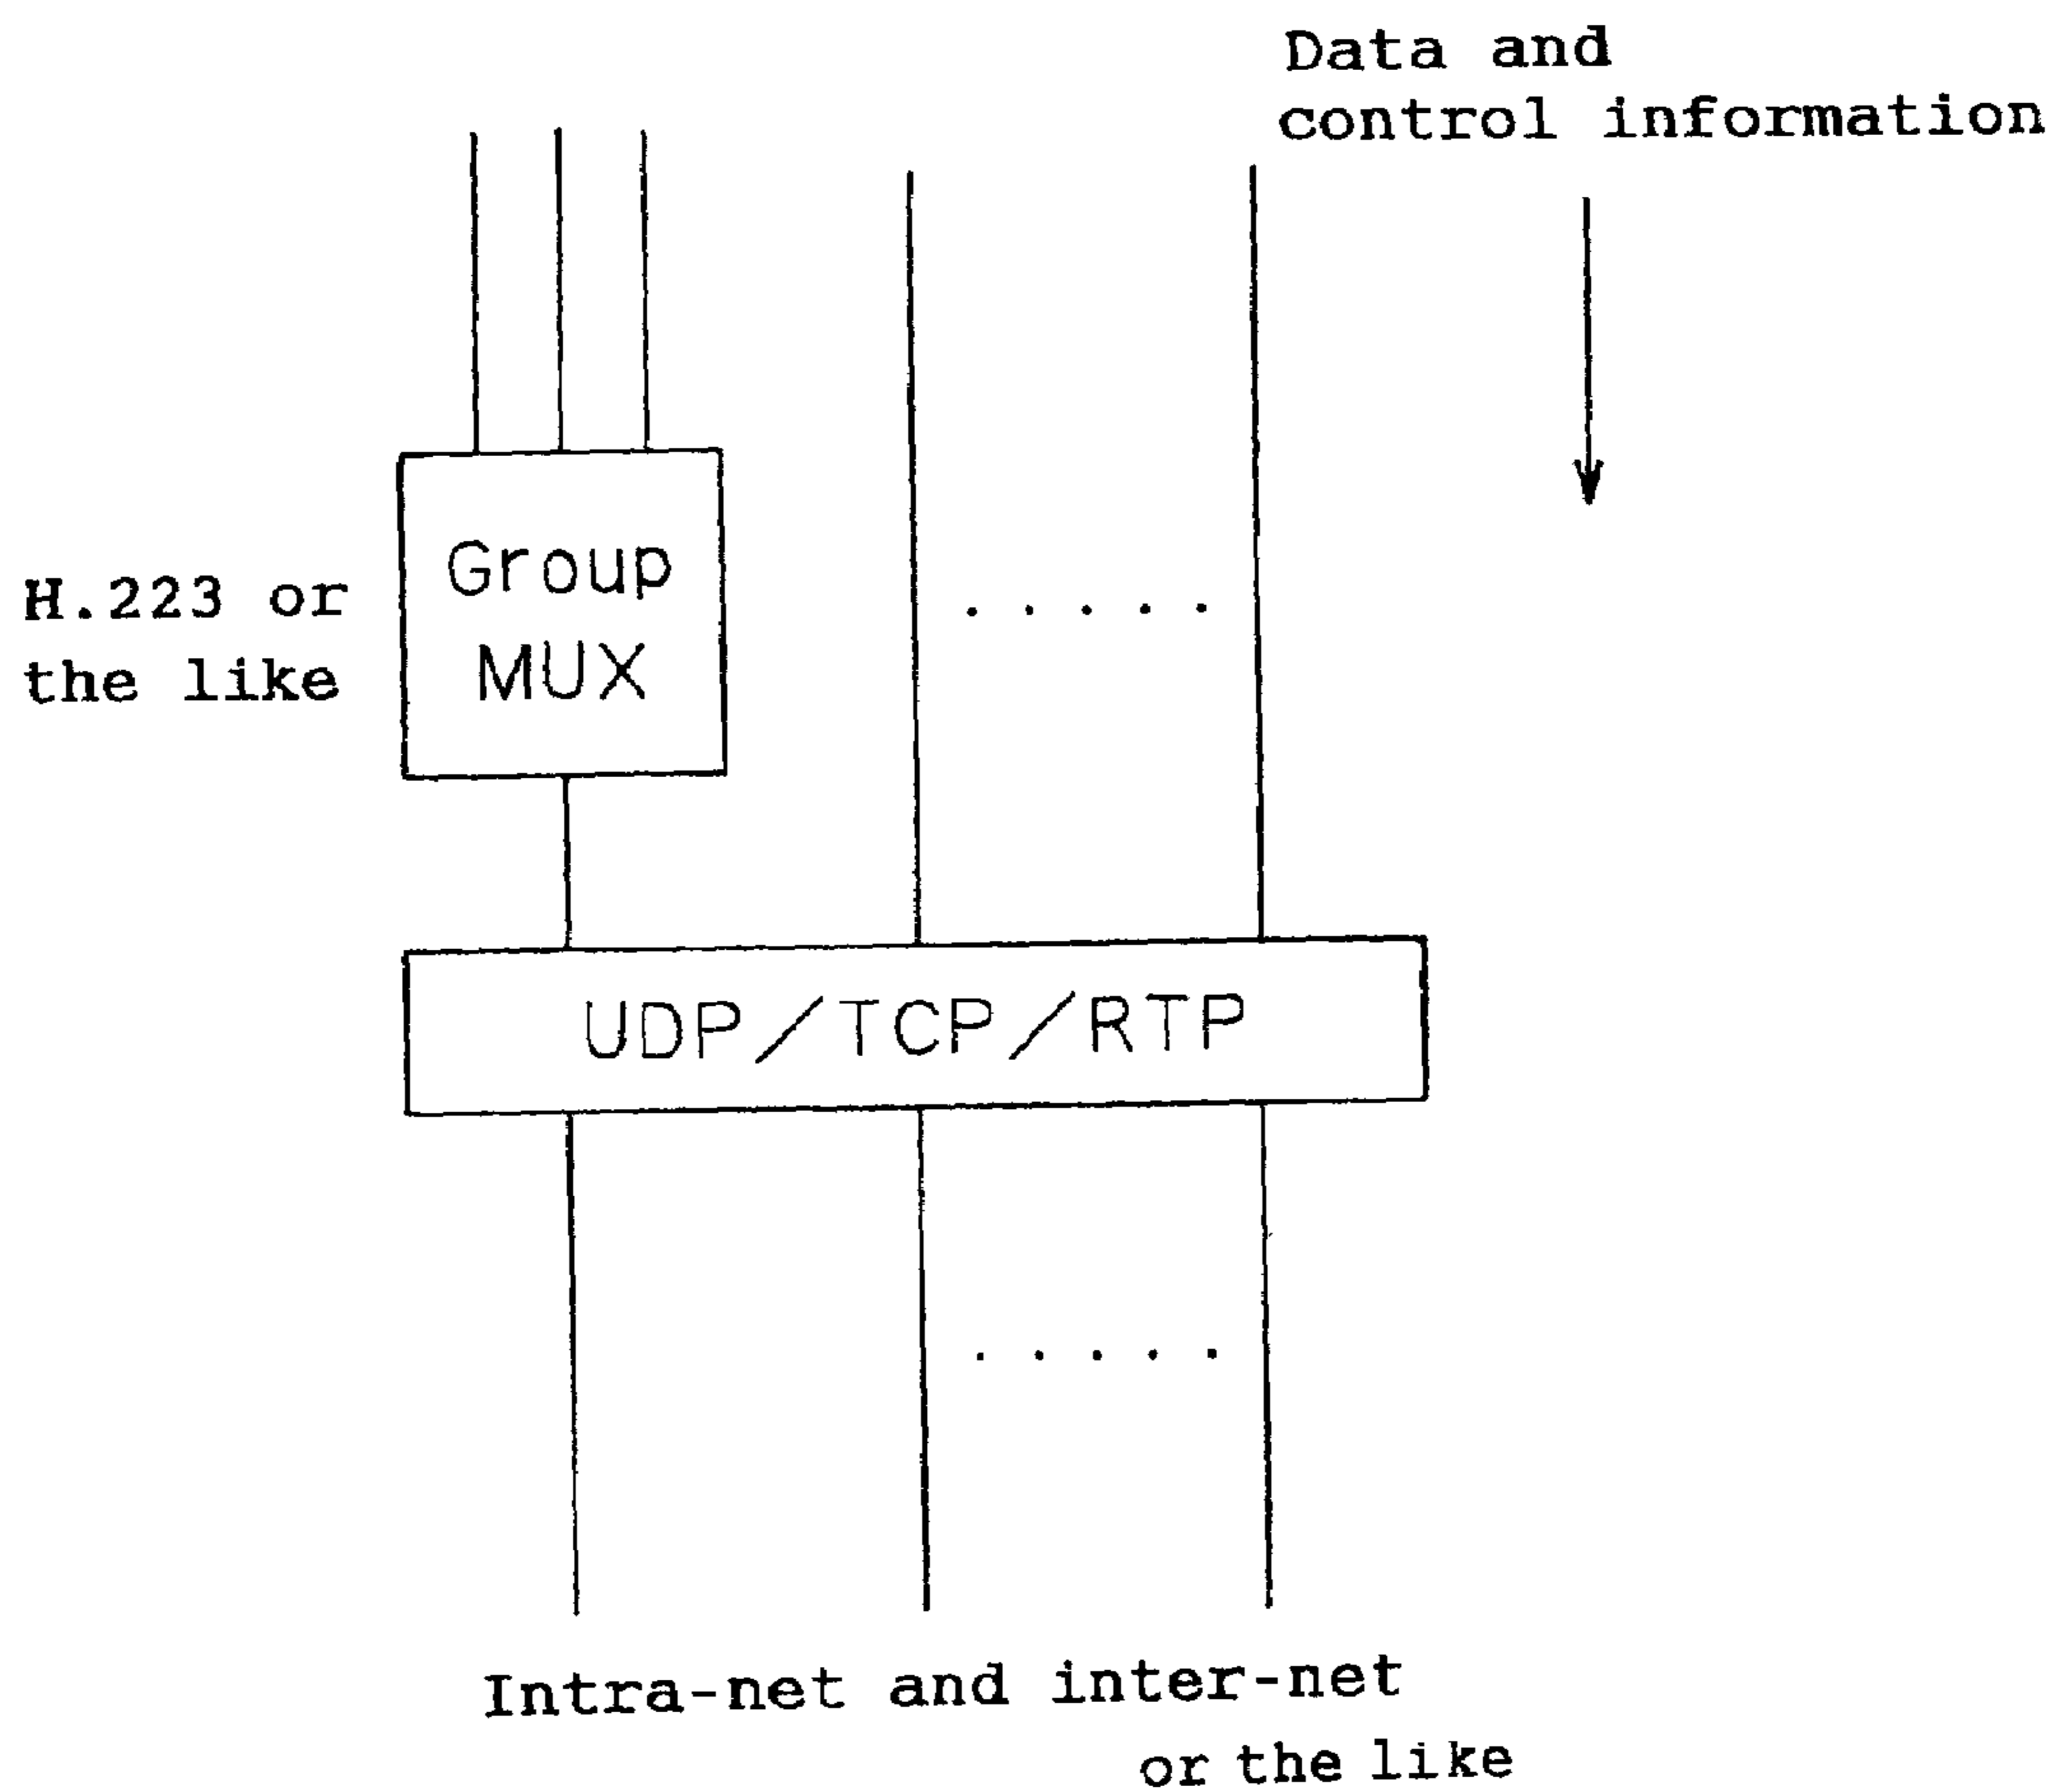 Data and
control information
Group
MUX
H.223 or
the like
UDP/TCP/RTP
Intra-net and inter-net
or the like